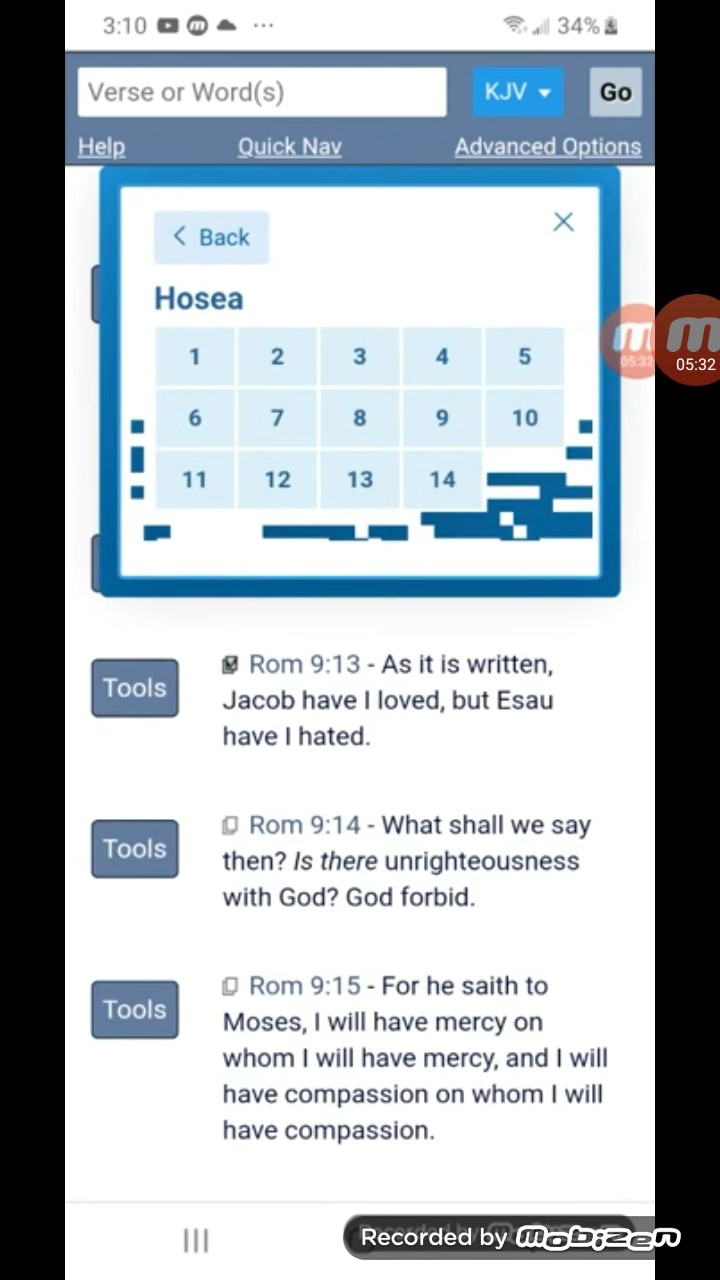 3:10 34%
Verse or Word(s) KJV Go
Help Quick Nav Advanced Options
Back
Hosea
1 2 3 4 5
6 7 8 9 10
11 12 13 14
05:32 05:32
Tools
Rom 9:13 - As it is written,
Jacob have I loved, but Esau
have I hated.
Tools
Rom 9:14 - What shall we say
then? Is there unrighteousness
with God? God forbid.
Tools
Rom 9:15 - For he saith to
Moses, I will have mercy on
whom I will have mercy, and I will
have compassion on whom I will
have compassion.
Recorded by mobizen